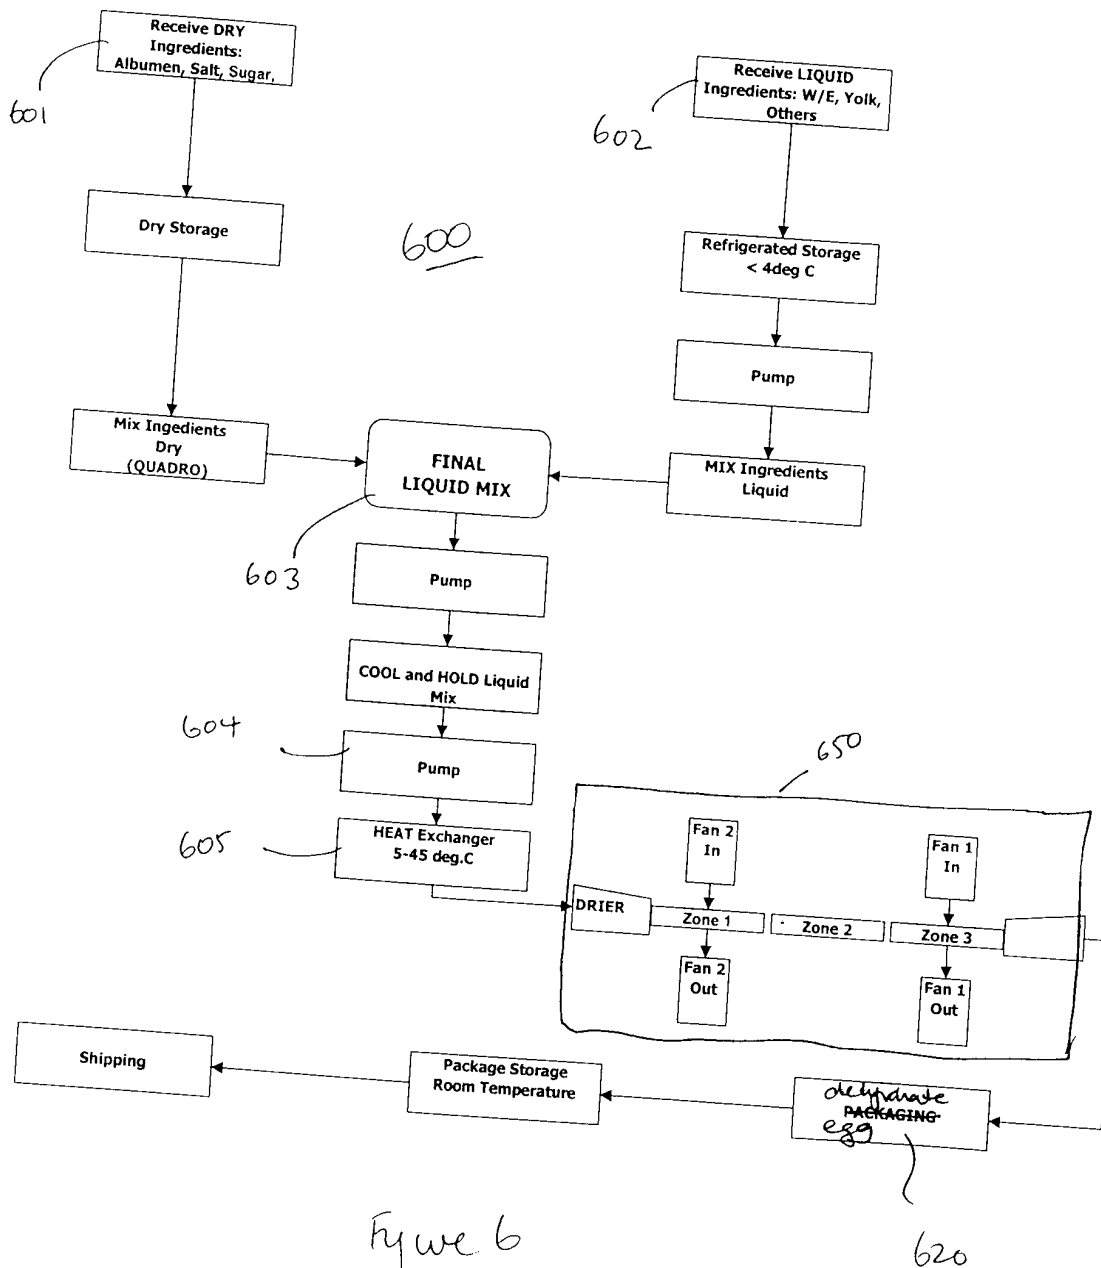 Receive DRY
Ingredients:
Albumen, Salt, Sugar,
601
Receive LIQUID
Ingredients: W/E, Yolk,
Others
602
Dry Storage
600
Refrigerated Storage
< 4deg C
Pump
Mix Ingedients
Dry
(QUADRO)
FINAL
LIQUID MIX
MIX Ingredients
Liquid
603
Pump
COOL and HOLD Liquid
Mix
604
Pump
650
605
HEAT Exchanger
5-45 deg.C
Fan 2
In
Fan 1
In
DRIER
Zone 1
Zone 2
Zone 3
Fan 2
Out
Fan 1
Out
Shipping
Package Storage
Room Temperature
dehydrate
PACKAGING
egg
Figure 6
620